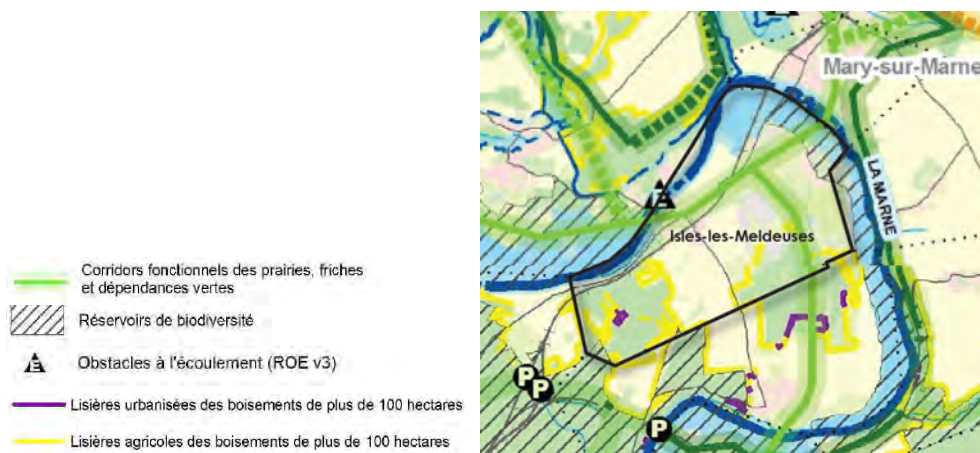 Corridors fonctionnels des prairies, friches
et dépendances vertes
Réservoirs de biodiversité
Obstacles à l'écoulement (ROE v3)
Lisières urbanisées des boisements de plus de 100 hectares
Lisières agricoles des boisements de plus de 100 hectares
Mary-sur-Marne
LA MARNE
Isles-les-Meldeuses
P
P
P